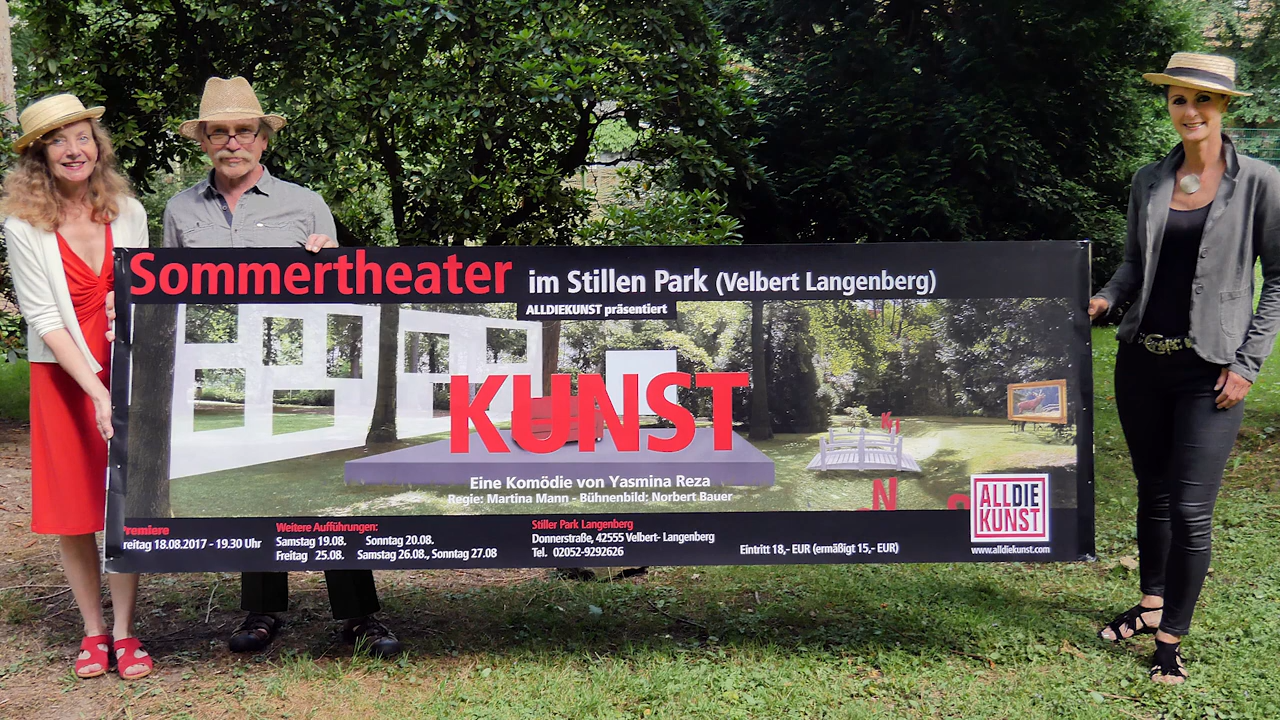 Sommertheater im Stillen Park (Velbert Langenberg)
ALLDIEKUNST präsentiert
KUNST
Eine Komödie von Yasmina Reza
Regie: Martina Mann - Bühnenbild: Norbert Bauer
Premiere
Freitag 18.08.2017 - 19.30 Uhr
Weitere Aufführungen:
Samstag 19.08. Sonntag 20.08.
Freitag 25.08. Samstag 26.08., Sonntag 27.08
Stiller Park Langenberg
Donnerstraße, 42555 Velbert- Langenberg
Tel. 02052-9292626
Eintritt 18,- EUR (ermäßigt 15,- EUR)
K
N
ALLDIE
KUNST
www.alldiekunst.com